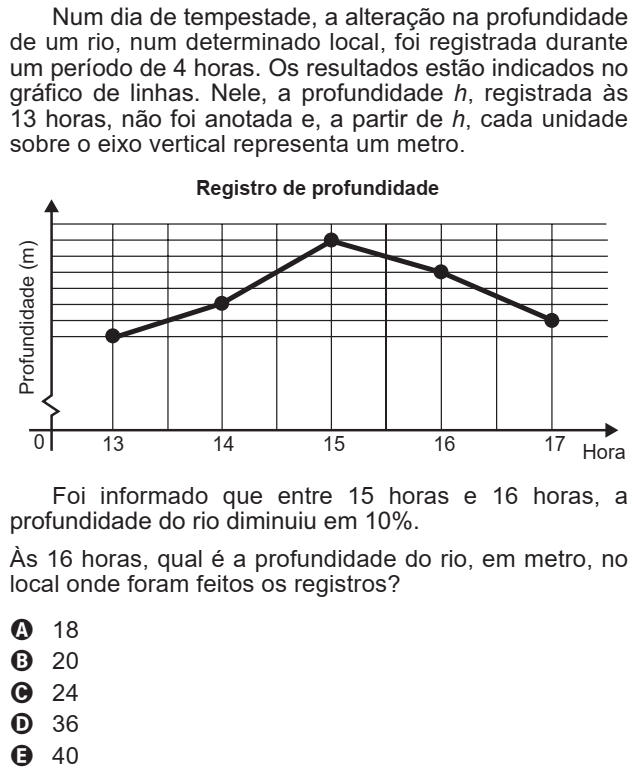 Num dia de tempestade, a alteração na profundidade
de um rio, num determinado local, foi registrada durante
um período de 4 horas. Os resultados estão indicados no
gráfico de linhas. Nele, a profundidade h, registrada às
13 horas, não foi anotada e, a partir de h, cada unidade
sobre o eixo vertical representa um metro.
Registro de profundidade
Profundidade (m)
0 13 14 15 16 17
Hora
Foi informado que entre 15 horas e 16 horas, a
profundidade do rio diminuiu em 10%.
Às 16 horas, qual é a profundidade do rio, em metro, no
local onde foram feitos os registros?
A 18
B 20
C 24
D 36
E 40